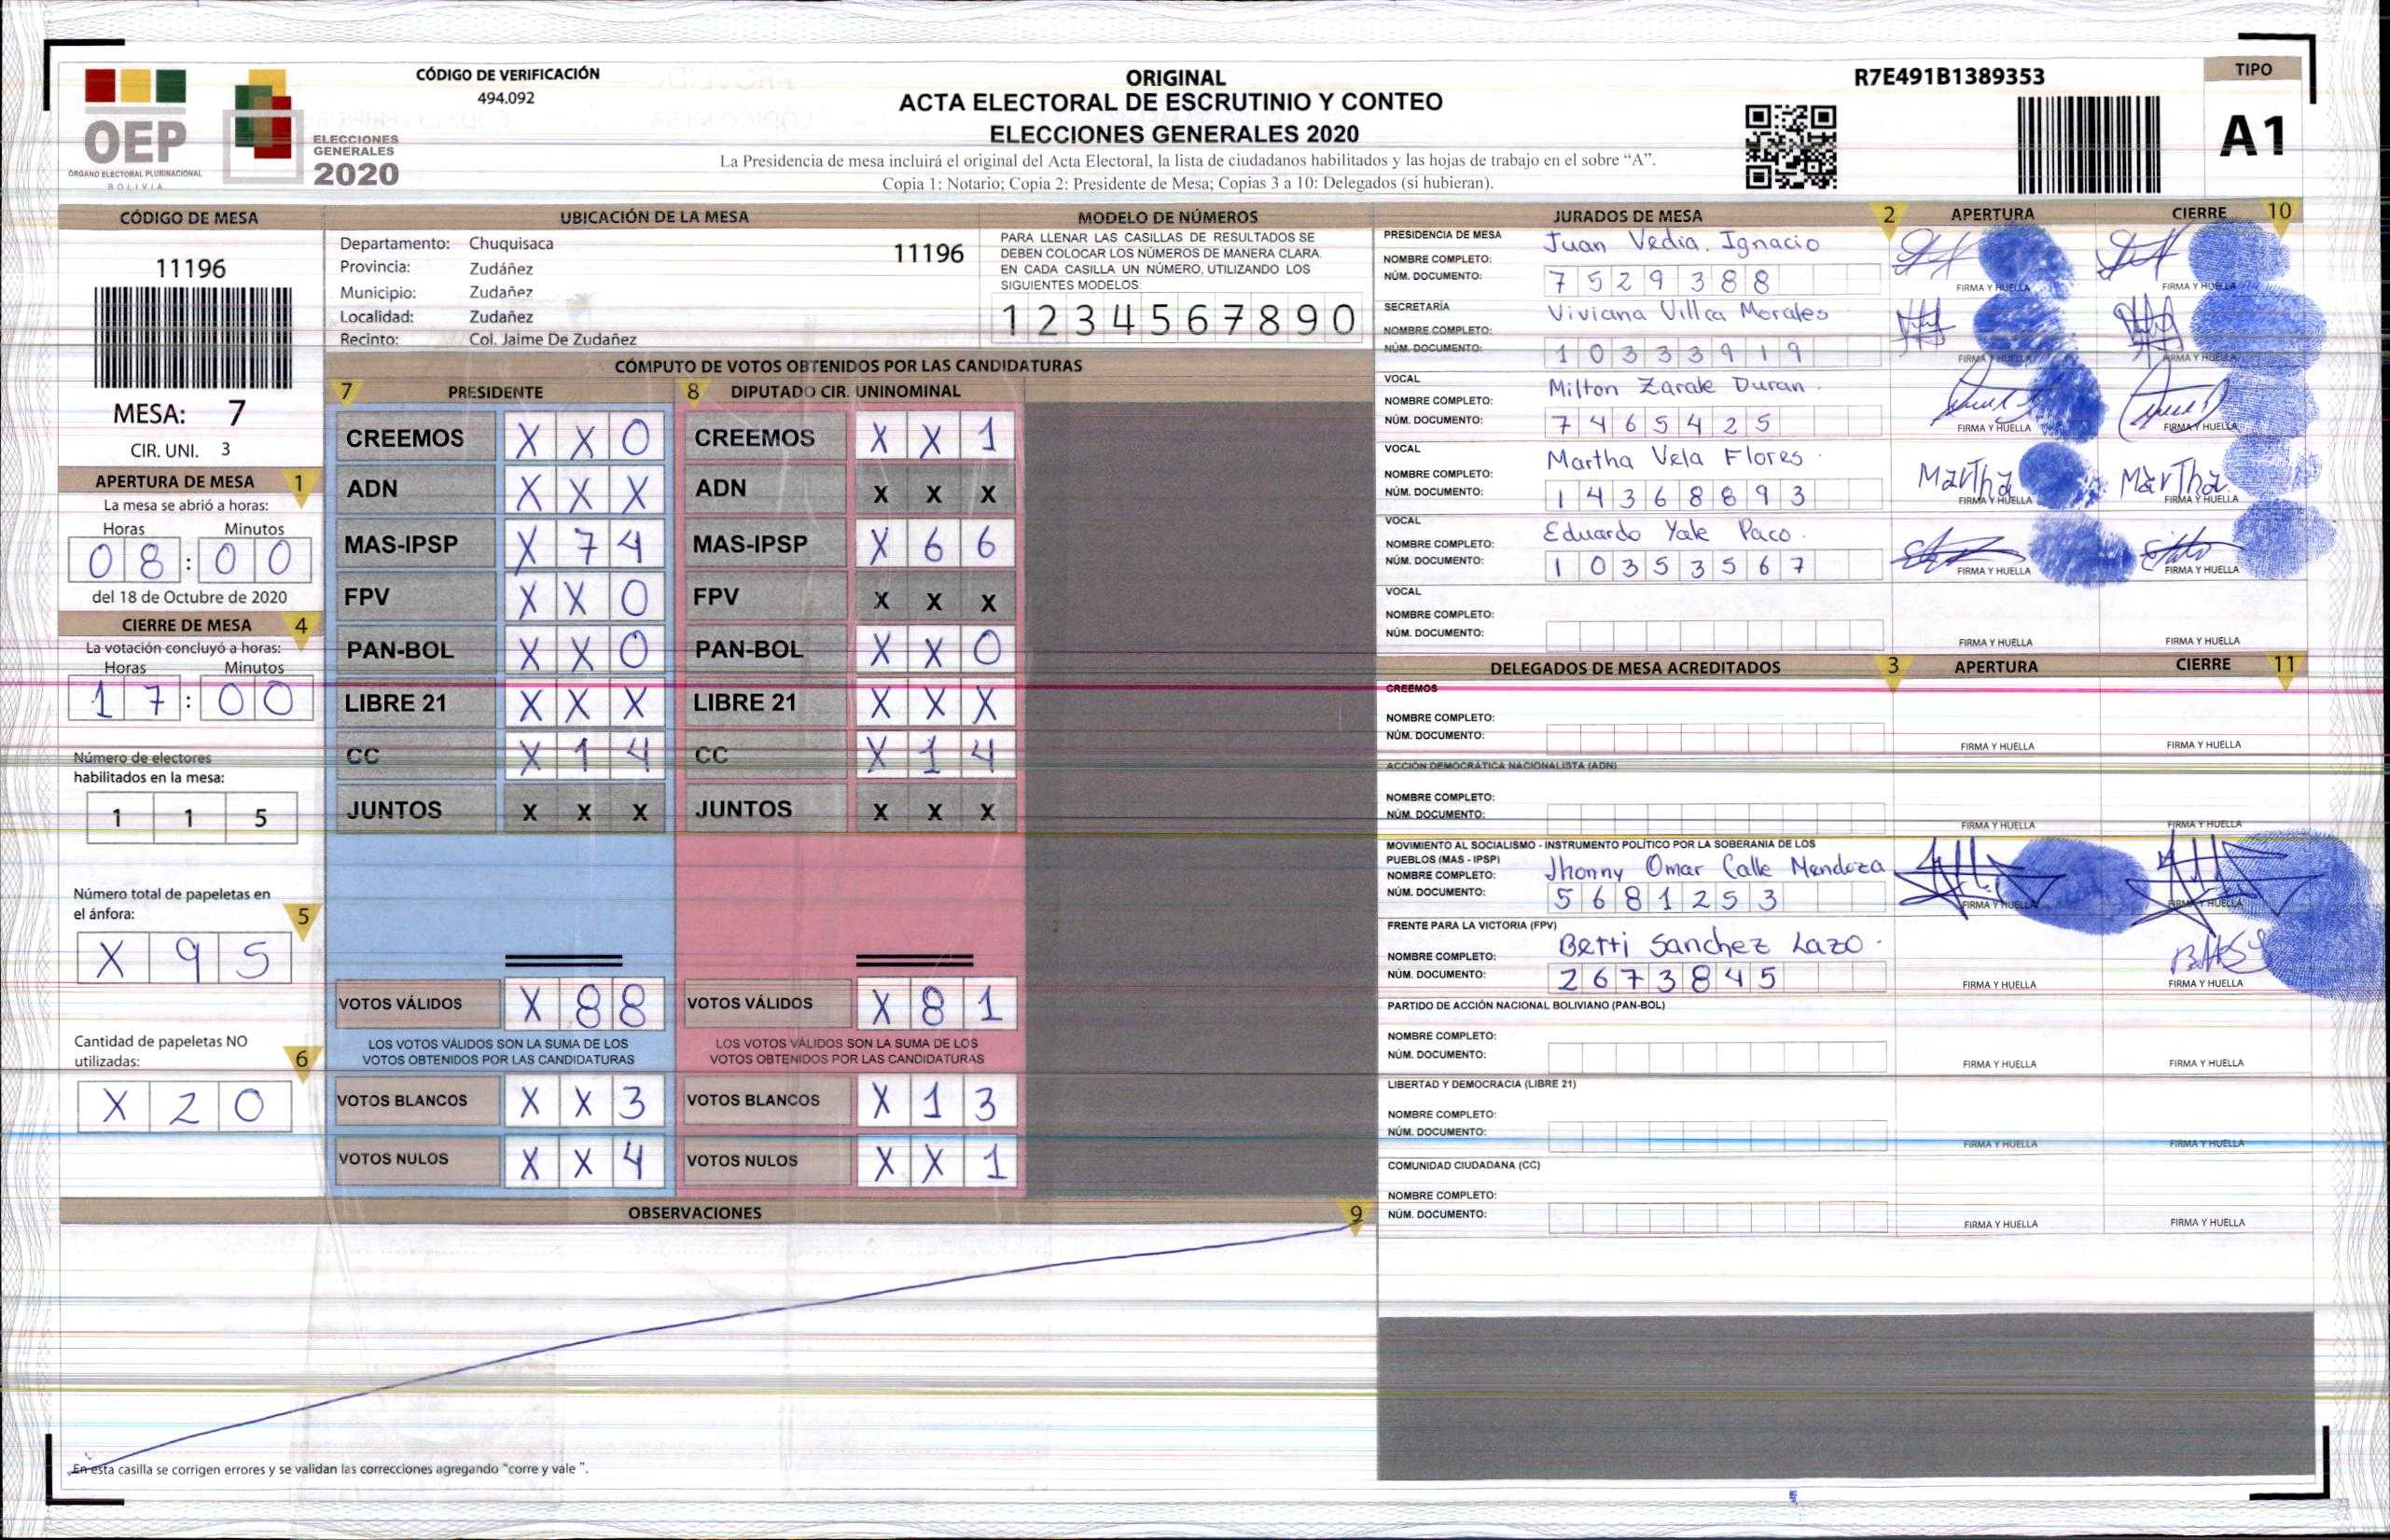 OEP
ÓRGANO ELECTORAL PLURINACIONAL
BOLIVIA
ELECCIONES
GENERALES
2020
CÓDIGO DE VERIFICACIÓN
494.092
ORIGINAL
ACTA ELECTORAL DE ESCRUTINIO Y CONTEO
ELECCIONES GENERALES 2020
La Presidencia de mesa incluirá el original del Acta Electoral, la lista de ciudadanos habilitados y las hojas de trabajo en el sobre “A”.
Copia 1: Notario; Copia 2: Presidente de Mesa; Copias 3 a 10: Delegados (si hubieran).
R7E491B1389353
TIPO
A1
CÓDIGO DE MESA
11196
MESA: 7
CIR. UNI. 3
APERTURA DE MESA 1
La mesa se abrió a horas:
Horas Minutos
0 8 : 0 0
del 18 de Octubre de 2020
CIERRE DE MESA 4
La votación concluyó a horas:
Horas Minutos
1 7 : 0 0
Número de electores
habilitados en la mesa:
1 1 5
Número total de papeletas en
el ánfora: 5
X 9 5
Cantidad de papeletas NO
utilizadas: 6
X 2 0
UBICACIÓN DE LA MESA
Departamento: Chuquisaca 11196
Provincia: Zudáñez
Municipio: Zudañez
Localidad: Zudañez
Recinto: Col. Jaime De Zudañez
MODELO DE NÚMEROS
PARA LLENAR LAS CASILLAS DE RESULTADOS SE
DEBEN COLOCAR LOS NÚMEROS DE MANERA CLARA.
EN CADA CASILLA UN NÚMERO, UTILIZANDO LOS
SIGUIENTES MODELOS:
1 2 3 4 5 6 7 8 9 0
CÓMPUTO DE VOTOS OBTENIDOS POR LAS CANDIDATURAS
7 PRESIDENTE 8 DIPUTADO CIR. UNINOMINAL
CREEMOS X X 0 CREEMOS X X 1
ADN X X X ADN X X X
MAS-IPSP X 7 4 MAS-IPSP X 6 6
FPV X X 0 FPV X X X
PAN-BOL X X 0 PAN-BOL X X 0
LIBRE 21 X X X LIBRE 21 X X X
CC X 1 4 CC X 1 4
JUNTOS X X X JUNTOS X X X
VOTOS VÁLIDOS X 8 8 VOTOS VÁLIDOS X 8 1
LOS VOTOS VÁLIDOS SON LA SUMA DE LOS LOS VOTOS VÁLIDOS SON LA SUMA DE LOS
VOTOS OBTENIDOS POR LAS CANDIDATURAS VOTOS OBTENIDOS POR LAS CANDIDATURAS
VOTOS BLANCOS X X 3 VOTOS BLANCOS X 1 3
VOTOS NULOS X X 4 VOTOS NULOS X X 1
OBSERVACIONES 9
En esta casilla se corrigen errores y se validan las correcciones agregando "corre y vale ".
JURADOS DE MESA 2 APERTURA CIERRE 10
PRESIDENCIA DE MESA
NOMBRE COMPLETO: Juan Vedia. Ignacio
NÚM. DOCUMENTO: 7 5 2 9 3 8 8
FIRMA Y HUELLA FIRMA Y HUELLA
SECRETARÍA
NOMBRE COMPLETO: Viviana Villca Morales
NÚM. DOCUMENTO: 1 0 3 3 3 9 1 9
FIRMA Y HUELLA FIRMA Y HUELLA
VOCAL
NOMBRE COMPLETO: Milton Zarate Duran.
NÚM. DOCUMENTO: 7 4 6 5 4 2 5
FIRMA Y HUELLA FIRMA Y HUELLA
VOCAL
NOMBRE COMPLETO: Martha Vela Flores.
NÚM. DOCUMENTO: 1 4 3 6 8 8 9 3
Martha Martha
FIRMA Y HUELLA FIRMA Y HUELLA
VOCAL
NOMBRE COMPLETO: Eduardo Yale Paco.
NÚM. DOCUMENTO: 1 0 3 5 3 5 6 7
FIRMA Y HUELLA FIRMA Y HUELLA
VOCAL
NOMBRE COMPLETO:
NÚM. DOCUMENTO:
FIRMA Y HUELLA FIRMA Y HUELLA
DELEGADOS DE MESA ACREDITADOS 3 APERTURA CIERRE 11
CREEMOS
NOMBRE COMPLETO:
NÚM. DOCUMENTO:
FIRMA Y HUELLA FIRMA Y HUELLA
ACCIÓN DEMOCRÁTICA NACIONALISTA (ADN)
NOMBRE COMPLETO:
NÚM. DOCUMENTO:
FIRMA Y HUELLA FIRMA Y HUELLA
MOVIMIENTO AL SOCIALISMO - INSTRUMENTO POLÍTICO POR LA SOBERANIA DE LOS
PUEBLOS (MAS - IPSP)
NOMBRE COMPLETO: Jhonny Omar Calle Mendoza
NÚM. DOCUMENTO: 5 6 8 1 2 5 3
FIRMA Y HUELLA FIRMA Y HUELLA
FRENTE PARA LA VICTORIA (FPV)
NOMBRE COMPLETO: Betti Sanchez Lazo.
NÚM. DOCUMENTO: 2 6 7 3 8 4 5
FIRMA Y HUELLA FIRMA Y HUELLA
PARTIDO DE ACCIÓN NACIONAL BOLIVIANO (PAN-BOL)
NOMBRE COMPLETO:
NÚM. DOCUMENTO:
FIRMA Y HUELLA FIRMA Y HUELLA
LIBERTAD Y DEMOCRACIA (LIBRE 21)
NOMBRE COMPLETO:
NÚM. DOCUMENTO:
FIRMA Y HUELLA FIRMA Y HUELLA
COMUNIDAD CIUDADANA (CC)
NOMBRE COMPLETO:
NÚM. DOCUMENTO:
FIRMA Y HUELLA FIRMA Y HUELLA